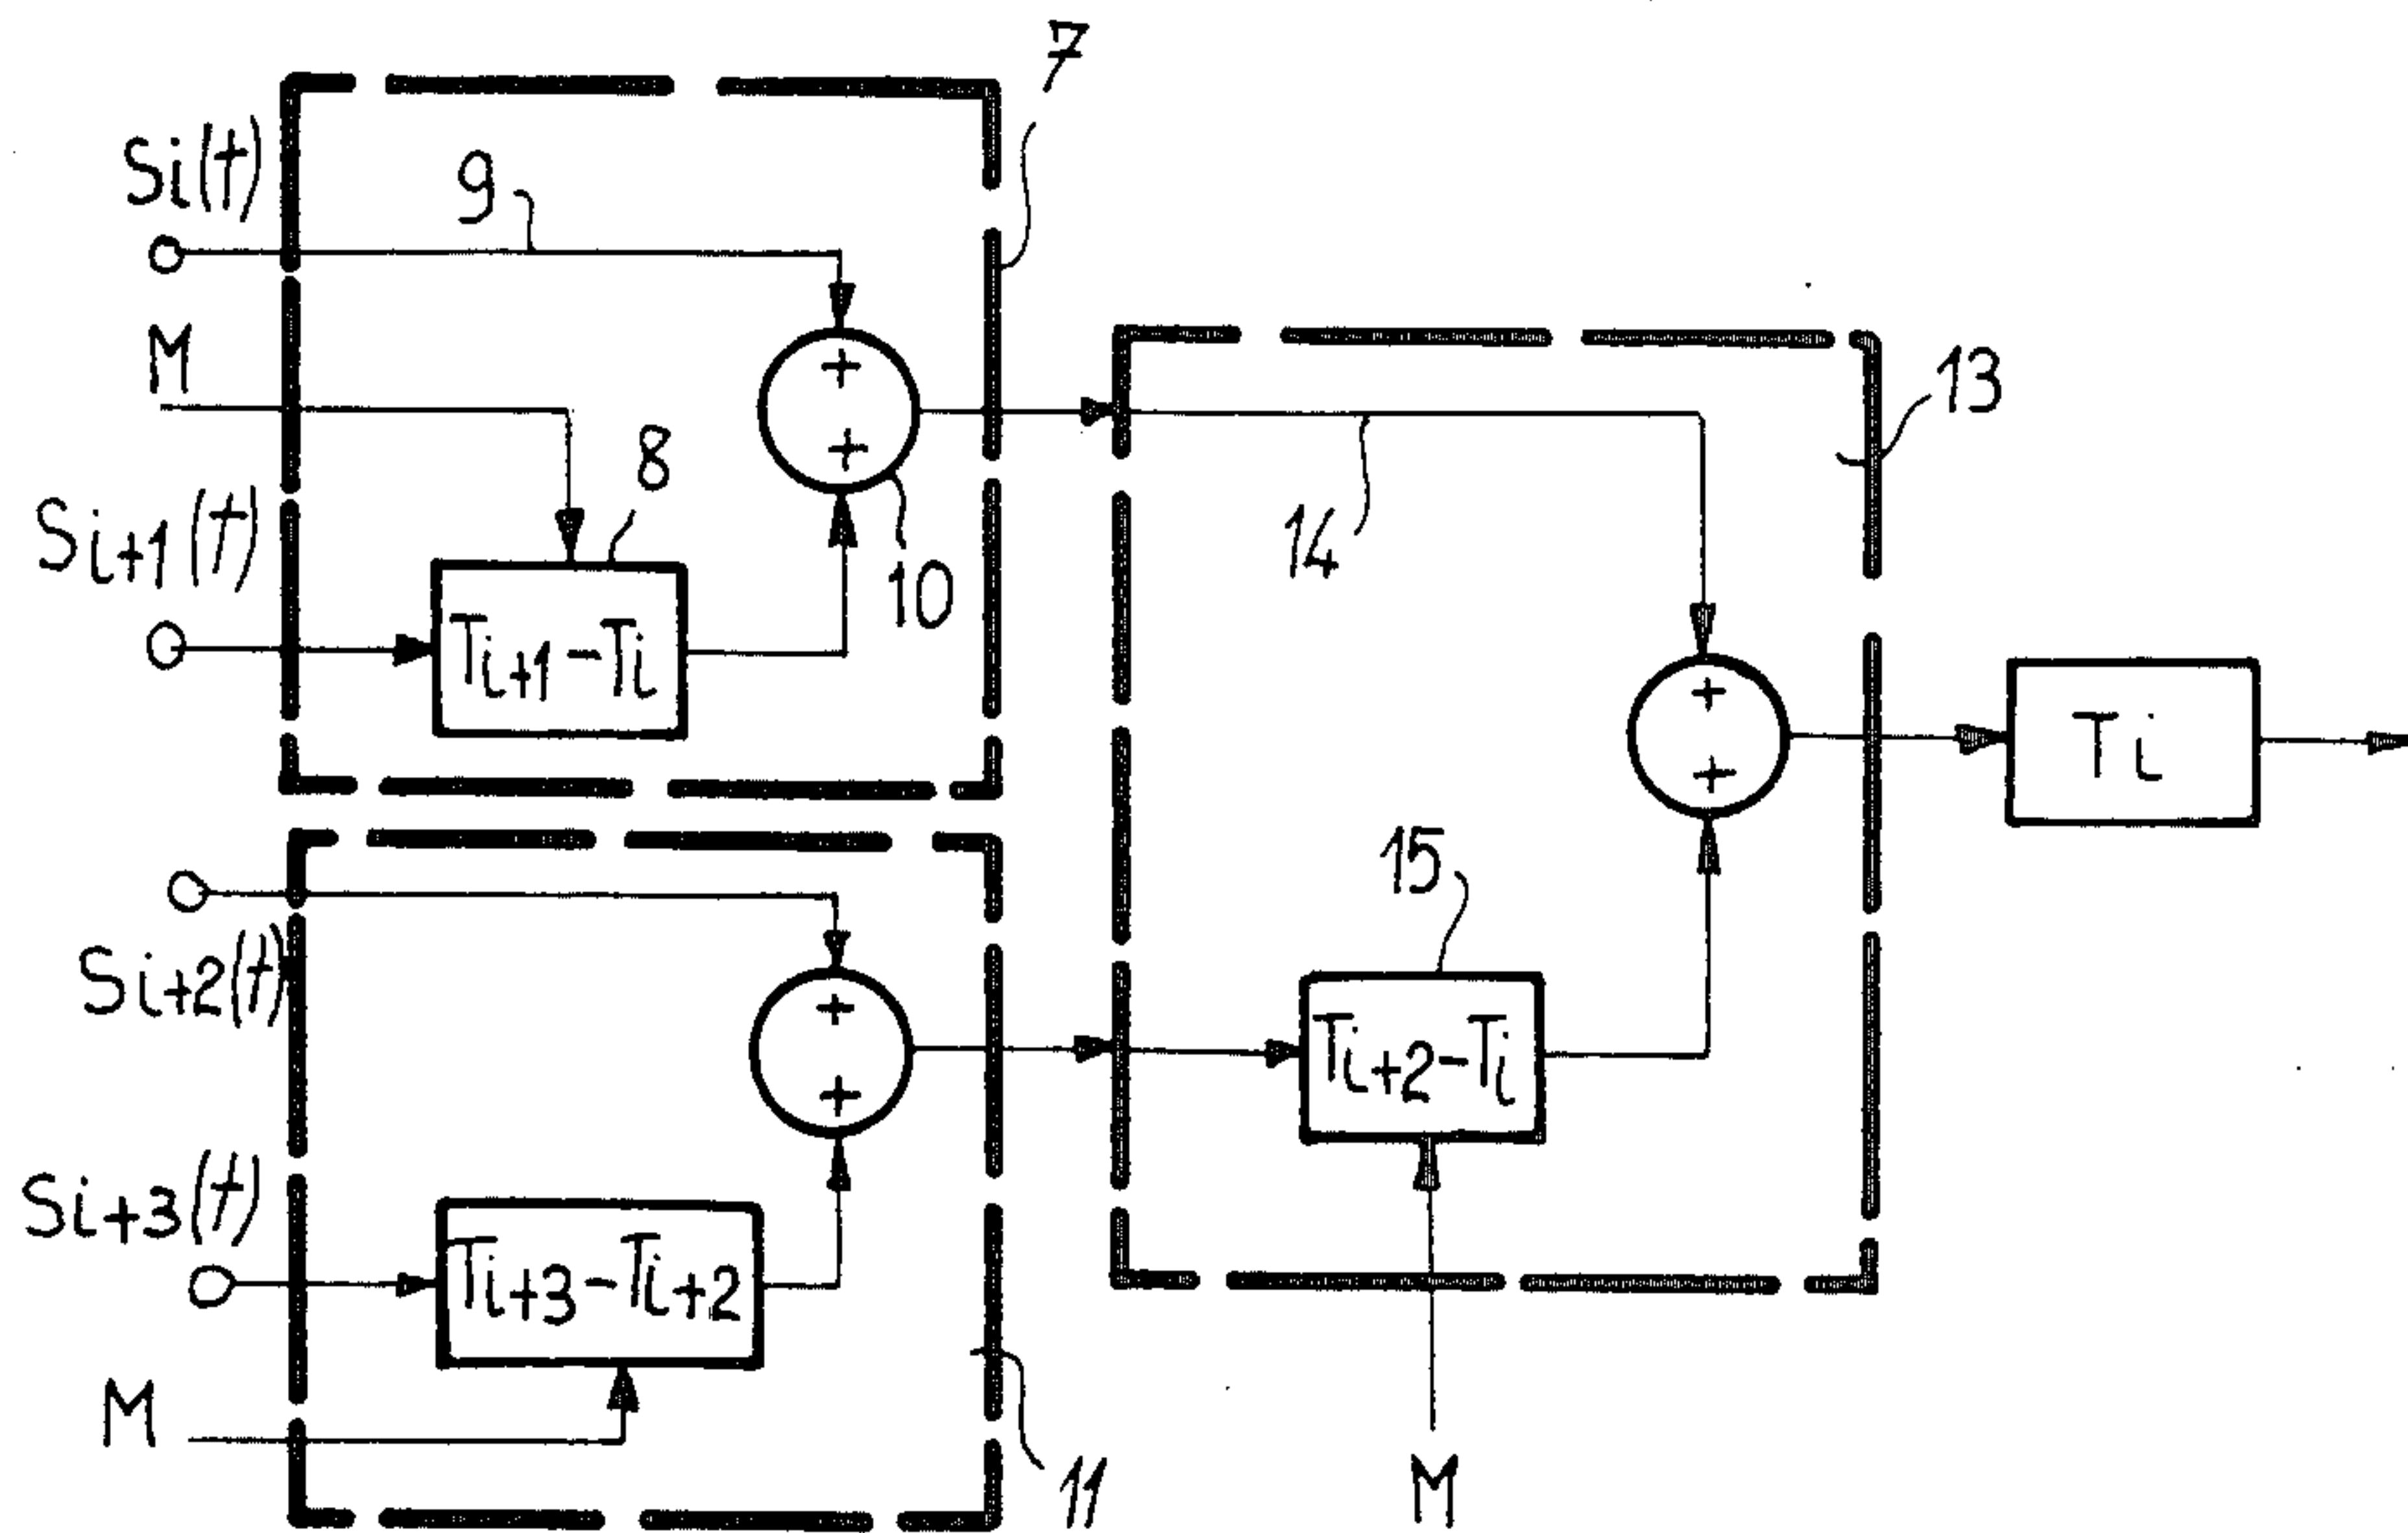 7
Si(t)
9
M
+
+
8
Si+1(t)
10
Ti+1-Ti
14
13
+
+
Ti
15
Si+2(t)
+
+
Ti+2-Ti
Si+3(t)
Ti+3-Ti+2
M
11
M